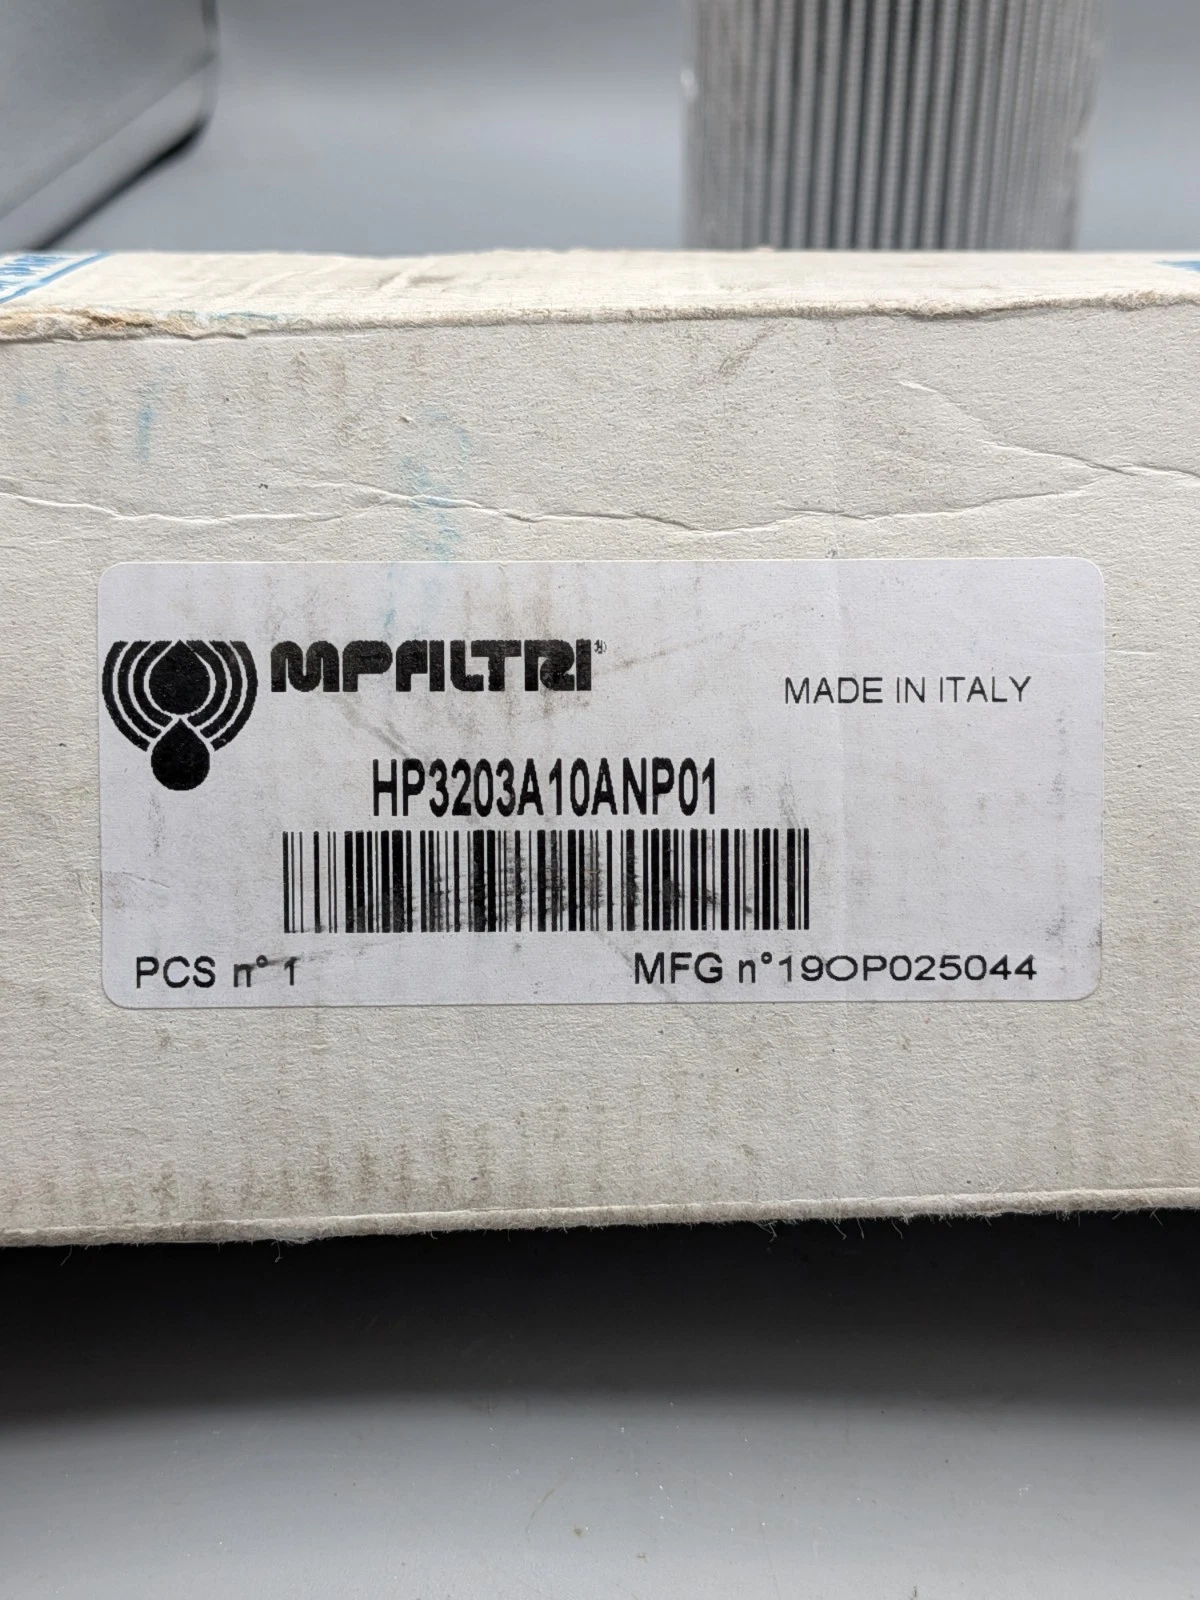 MPFILTRI®
MADE IN ITALY
HP3203A10ANP01
PCS n° 1
MFG n°19OP025044